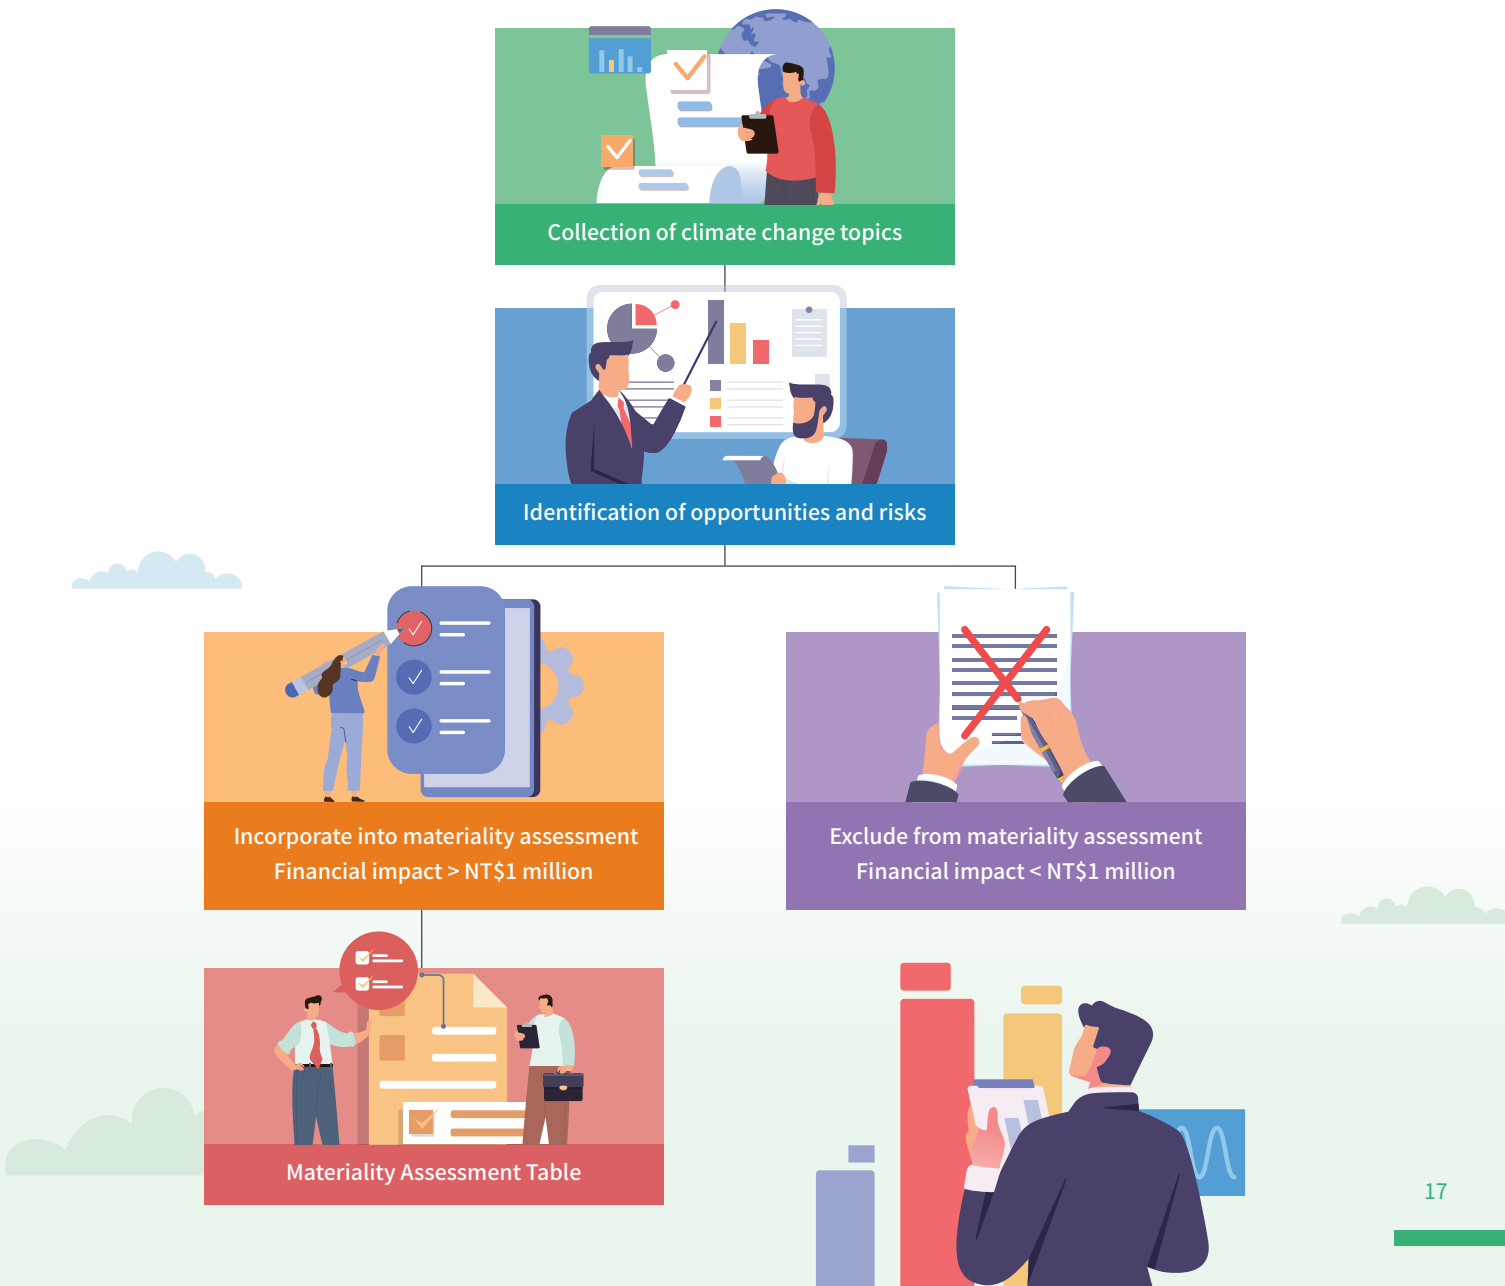 Collection of climate change topics
Identification of opportunities and risks
Incorporate into materiality assessment
Financial impact > NT$1 million
Exclude from materiality assessment
Financial impact < NT$1 million
Materiality Assessment Table
17